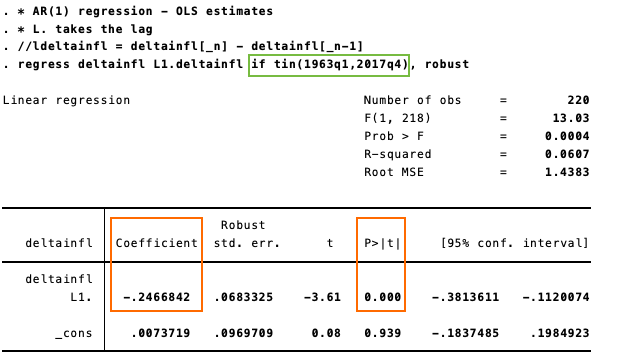 . * AR(1) regression - OLS estimates
. * L. takes the lag
. //ldeltainfl = deltainfl[_n] - deltainfl[_n-1]
. regress deltainfl L1.deltainfl if tin(1963q1,2017q4), robust
Linear regression Number of obs = 220
F(1, 218) = 13.03
Prob > F = 0.0004
R-squared = 0.0607
Root MSE = 1.4383
Robust
deltainfl Coefficient std. err. t P>|t| [95% conf. interval]
deltainfl
L1. -.2466842 .0683325 -3.61 0.000 -.3813611 -.1120074
_cons .0073719 .0969709 0.08 0.939 -.1837485 .1984923